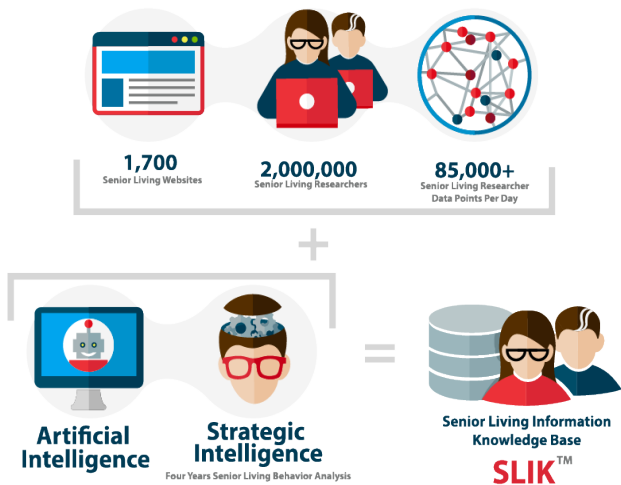 1,700
Senior Living Websites
2,000,000
Senior Living Researchers
85,000+
Senior Living Researcher
Data Points Per Day
+
Artificial
Intelligence
Strategic
Intelligence
Four Years Senior Living Behavior Analysis
=
Senior Living Information
Knowledge Base
SLIK™